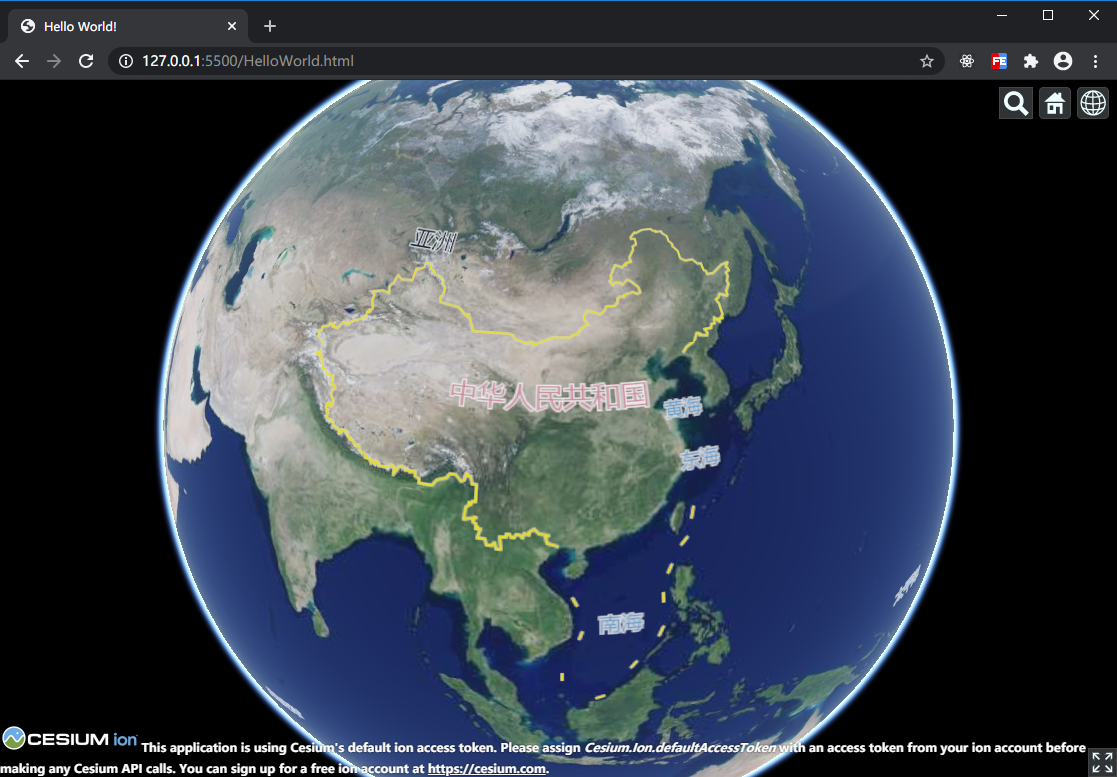 Hello World!
127.0.0.1:5500/HelloWorld.html
FE
亚洲
中华人民共和国
黄海
东海
南海
CESIUM ion This application is using Cesium's default ion access token. Please assign Cesium.Ion.defaultAccessToken with an access token from your ion account before
making any Cesium API calls. You can sign up for a free ion account at https://cesium.com.